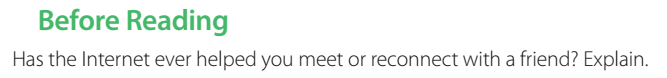 Before Reading
Has the Internet ever helped you meet or reconnect with a friend? Explain.